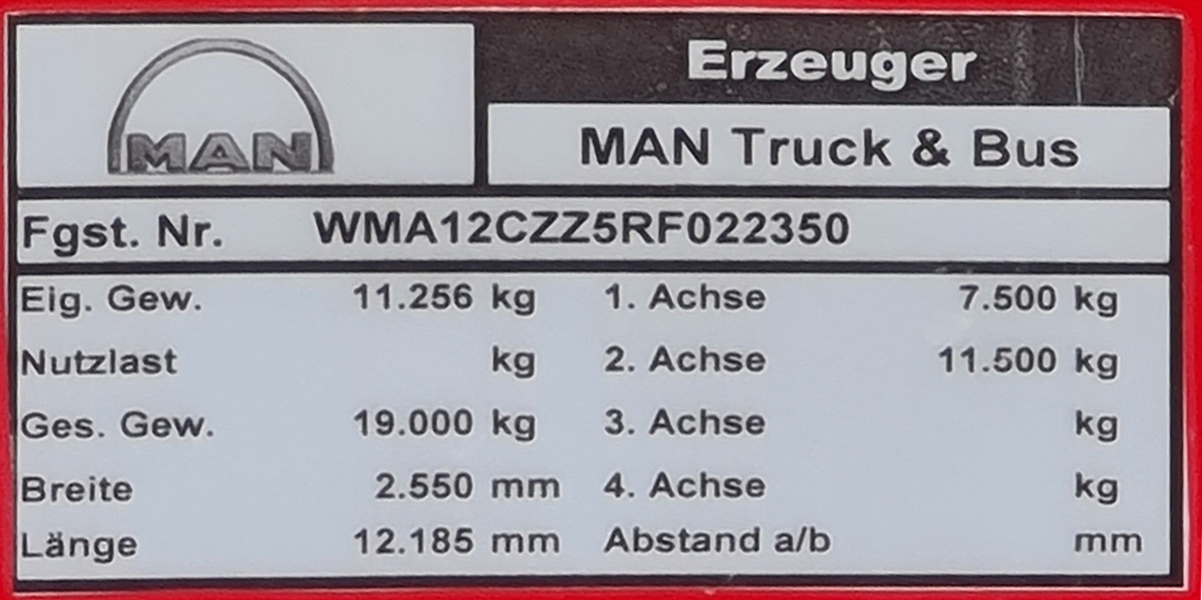 MAN
Erzeuger
MAN Truck & Bus
Fgst. Nr. WMA12CZZ5RF022350
Eig. Gew. 11.256 kg 1. Achse 7.500 kg
Nutzlast kg 2. Achse 11.500 kg
Ges. Gew. 19.000 kg 3. Achse kg
Breite 2.550 mm 4. Achse kg
Länge 12.185 mm Abstand a/b mm